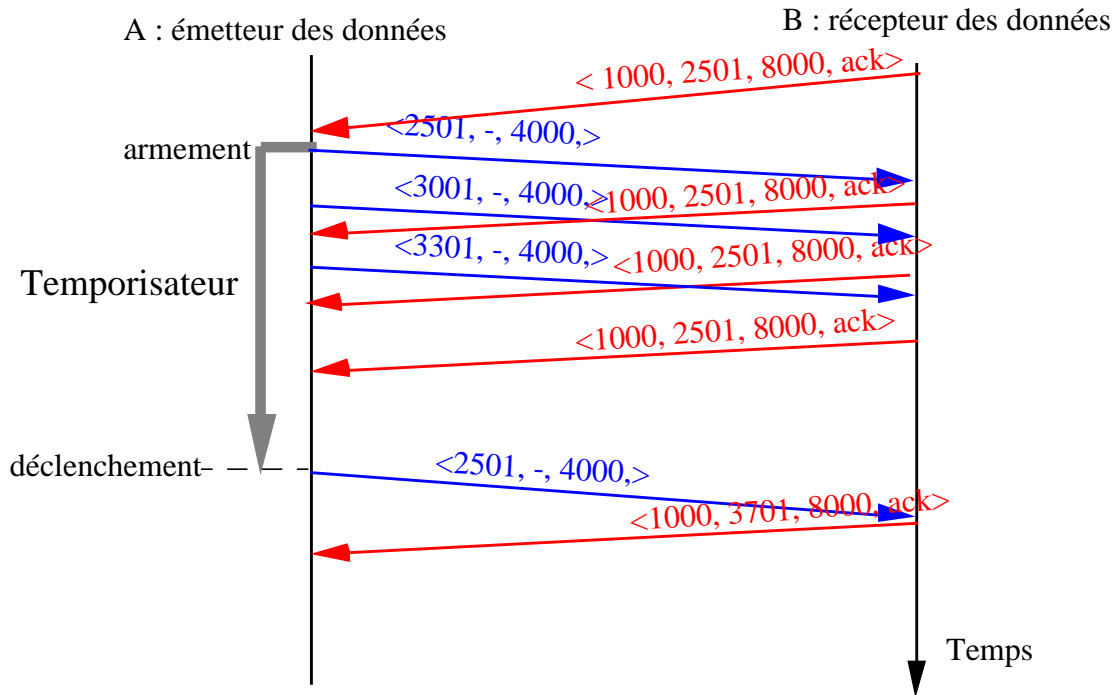 A : émetteur des données
B : récepteur des données
< 1000, 2501, 8000, ack>
<2501, -, 4000,>
armement
<3001, -, 4000,>
<1000, 2501, 8000, ack>
<3301, -, 4000,>
<1000, 2501, 8000, ack>
Temporisateur
<1000, 2501, 8000, ack>
déclenchement
<2501, -, 4000,>
<1000, 3701, 8000, ack>
Temps